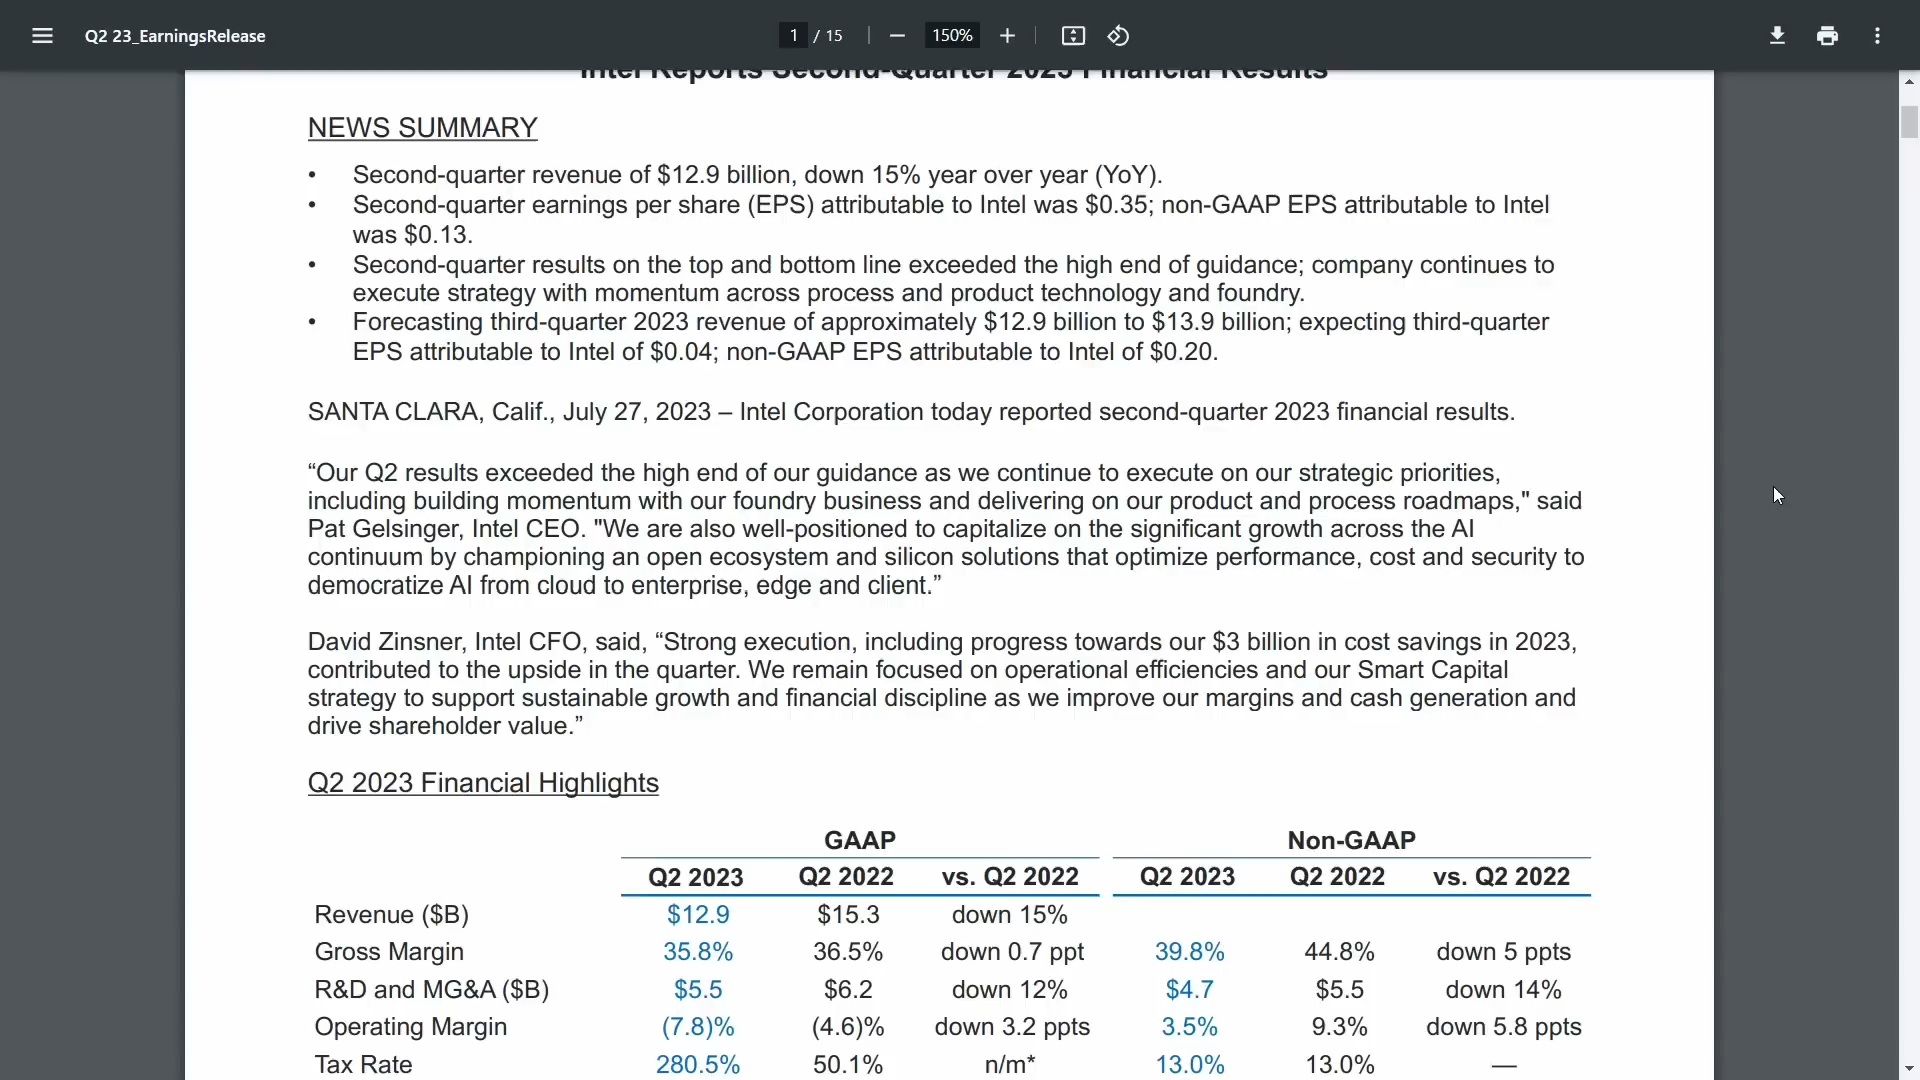 Q2 23_EarningsRelease
1 / 15
150%
Intel Reports Second-Quarter 2023 Financial Results
NEWS SUMMARY
• Second-quarter revenue of $12.9 billion, down 15% year over year (YoY).
• Second-quarter earnings per share (EPS) attributable to Intel was $0.35; non-GAAP EPS attributable to Intel
was $0.13.
• Second-quarter results on the top and bottom line exceeded the high end of guidance; company continues to
execute strategy with momentum across process and product technology and foundry.
• Forecasting third-quarter 2023 revenue of approximately $12.9 billion to $13.9 billion; expecting third-quarter
EPS attributable to Intel of $0.04; non-GAAP EPS attributable to Intel of $0.20.
SANTA CLARA, Calif., July 27, 2023 – Intel Corporation today reported second-quarter 2023 financial results.
“Our Q2 results exceeded the high end of our guidance as we continue to execute on our strategic priorities,
including building momentum with our foundry business and delivering on our product and process roadmaps," said
Pat Gelsinger, Intel CEO. "We are also well-positioned to capitalize on the significant growth across the AI
continuum by championing an open ecosystem and silicon solutions that optimize performance, cost and security to
democratize AI from cloud to enterprise, edge and client.”
David Zinsner, Intel CFO, said, “Strong execution, including progress towards our $3 billion in cost savings in 2023,
contributed to the upside in the quarter. We remain focused on operational efficiencies and our Smart Capital
strategy to support sustainable growth and financial discipline as we improve our margins and cash generation and
drive shareholder value.”
Q2 2023 Financial Highlights
GAAP Non-GAAP
Q2 2023 Q2 2022 vs. Q2 2022 Q2 2023 Q2 2022 vs. Q2 2022
Revenue ($B) $12.9 $15.3 down 15%
Gross Margin 35.8% 36.5% down 0.7 ppt 39.8% 44.8% down 5 ppts
R&D and MG&A ($B) $5.5 $6.2 down 12% $4.7 $5.5 down 14%
Operating Margin (7.8)% (4.6)% down 3.2 ppts 3.5% 9.3% down 5.8 ppts
Tax Rate 280.5% 50.1% n/m* 13.0% 13.0% —